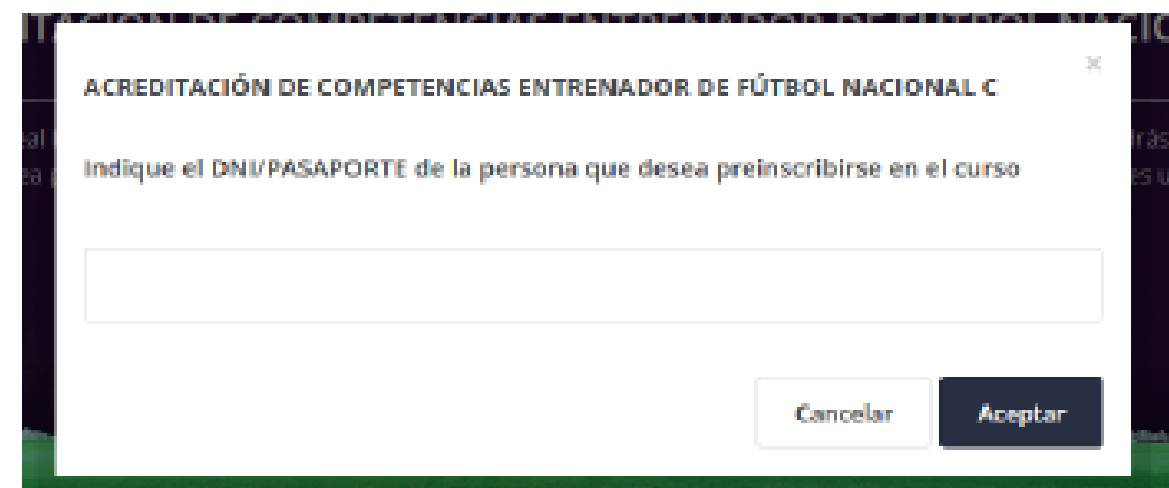 ACREDITACIÓN DE COMPETENCIAS ENTRENADOR DE FÚTBOL NACIONAL C
Indique el DNI/PASAPORTE de la persona que desea preinscribirse en el curso
Cancelar
Aceptar